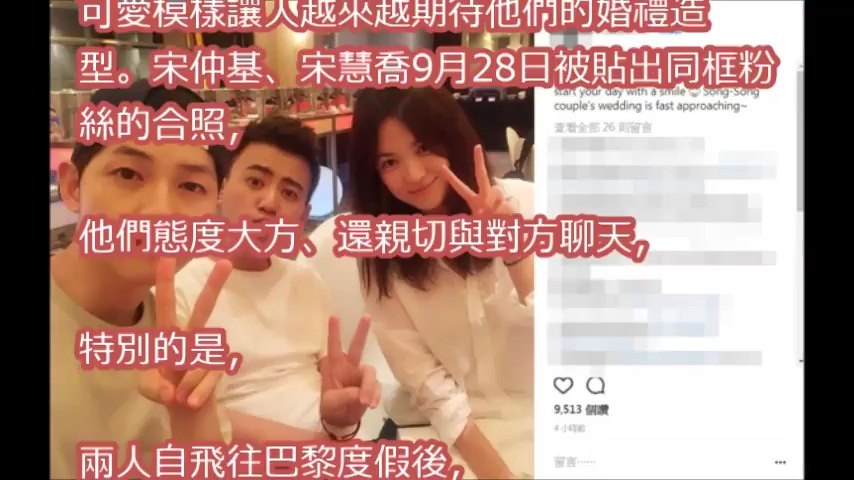 可愛模樣讓人越來越期待他們的婚禮造
型。宋仲基、宋慧喬9月28日被貼出同框粉
絲的合照，
他們態度大方、還親切與對方聊天，
特別的是，
兩人自飛往巴黎度假後，
start your day with a smile 😊 Song-Song
couple's wedding is fast approaching~
查看全部 26 則留言
9,513 個讚
4 小時前
留言······